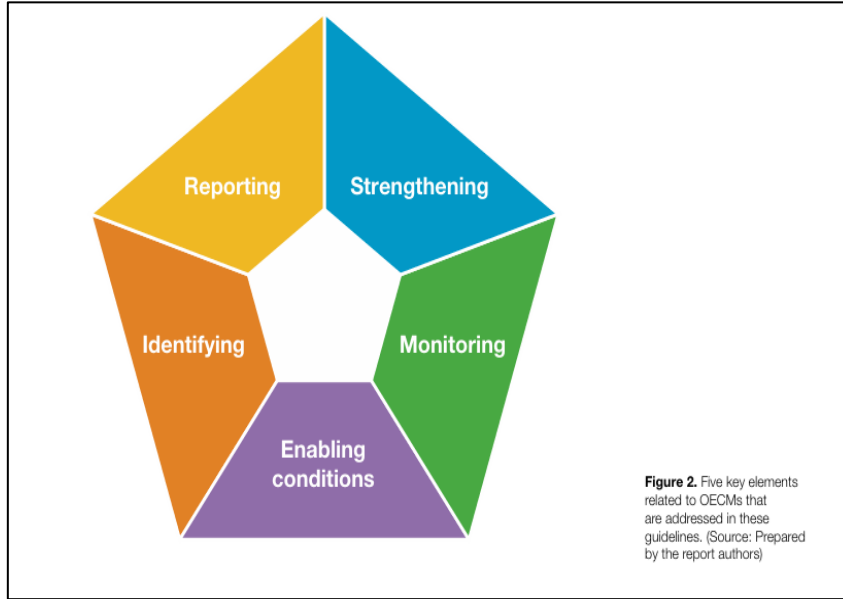 Reporting
Strengthening
Identifying
Monitoring
Enabling
conditions
Figure 2. Five key elements
related to OECMs that
are addressed in these
guidelines. (Source: Prepared
by the report authors)